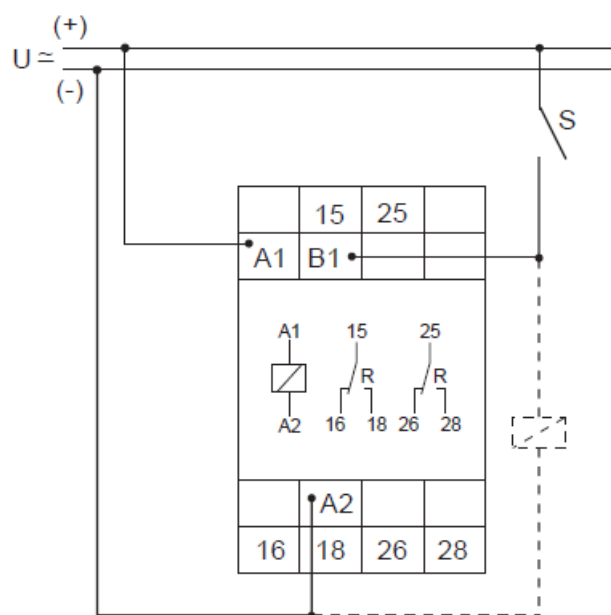 (+)
U ≃
(-)
S
15 25
A1 B1
A1 15 25
R R
A2 16 18 26 28
A2
16 18 26 28